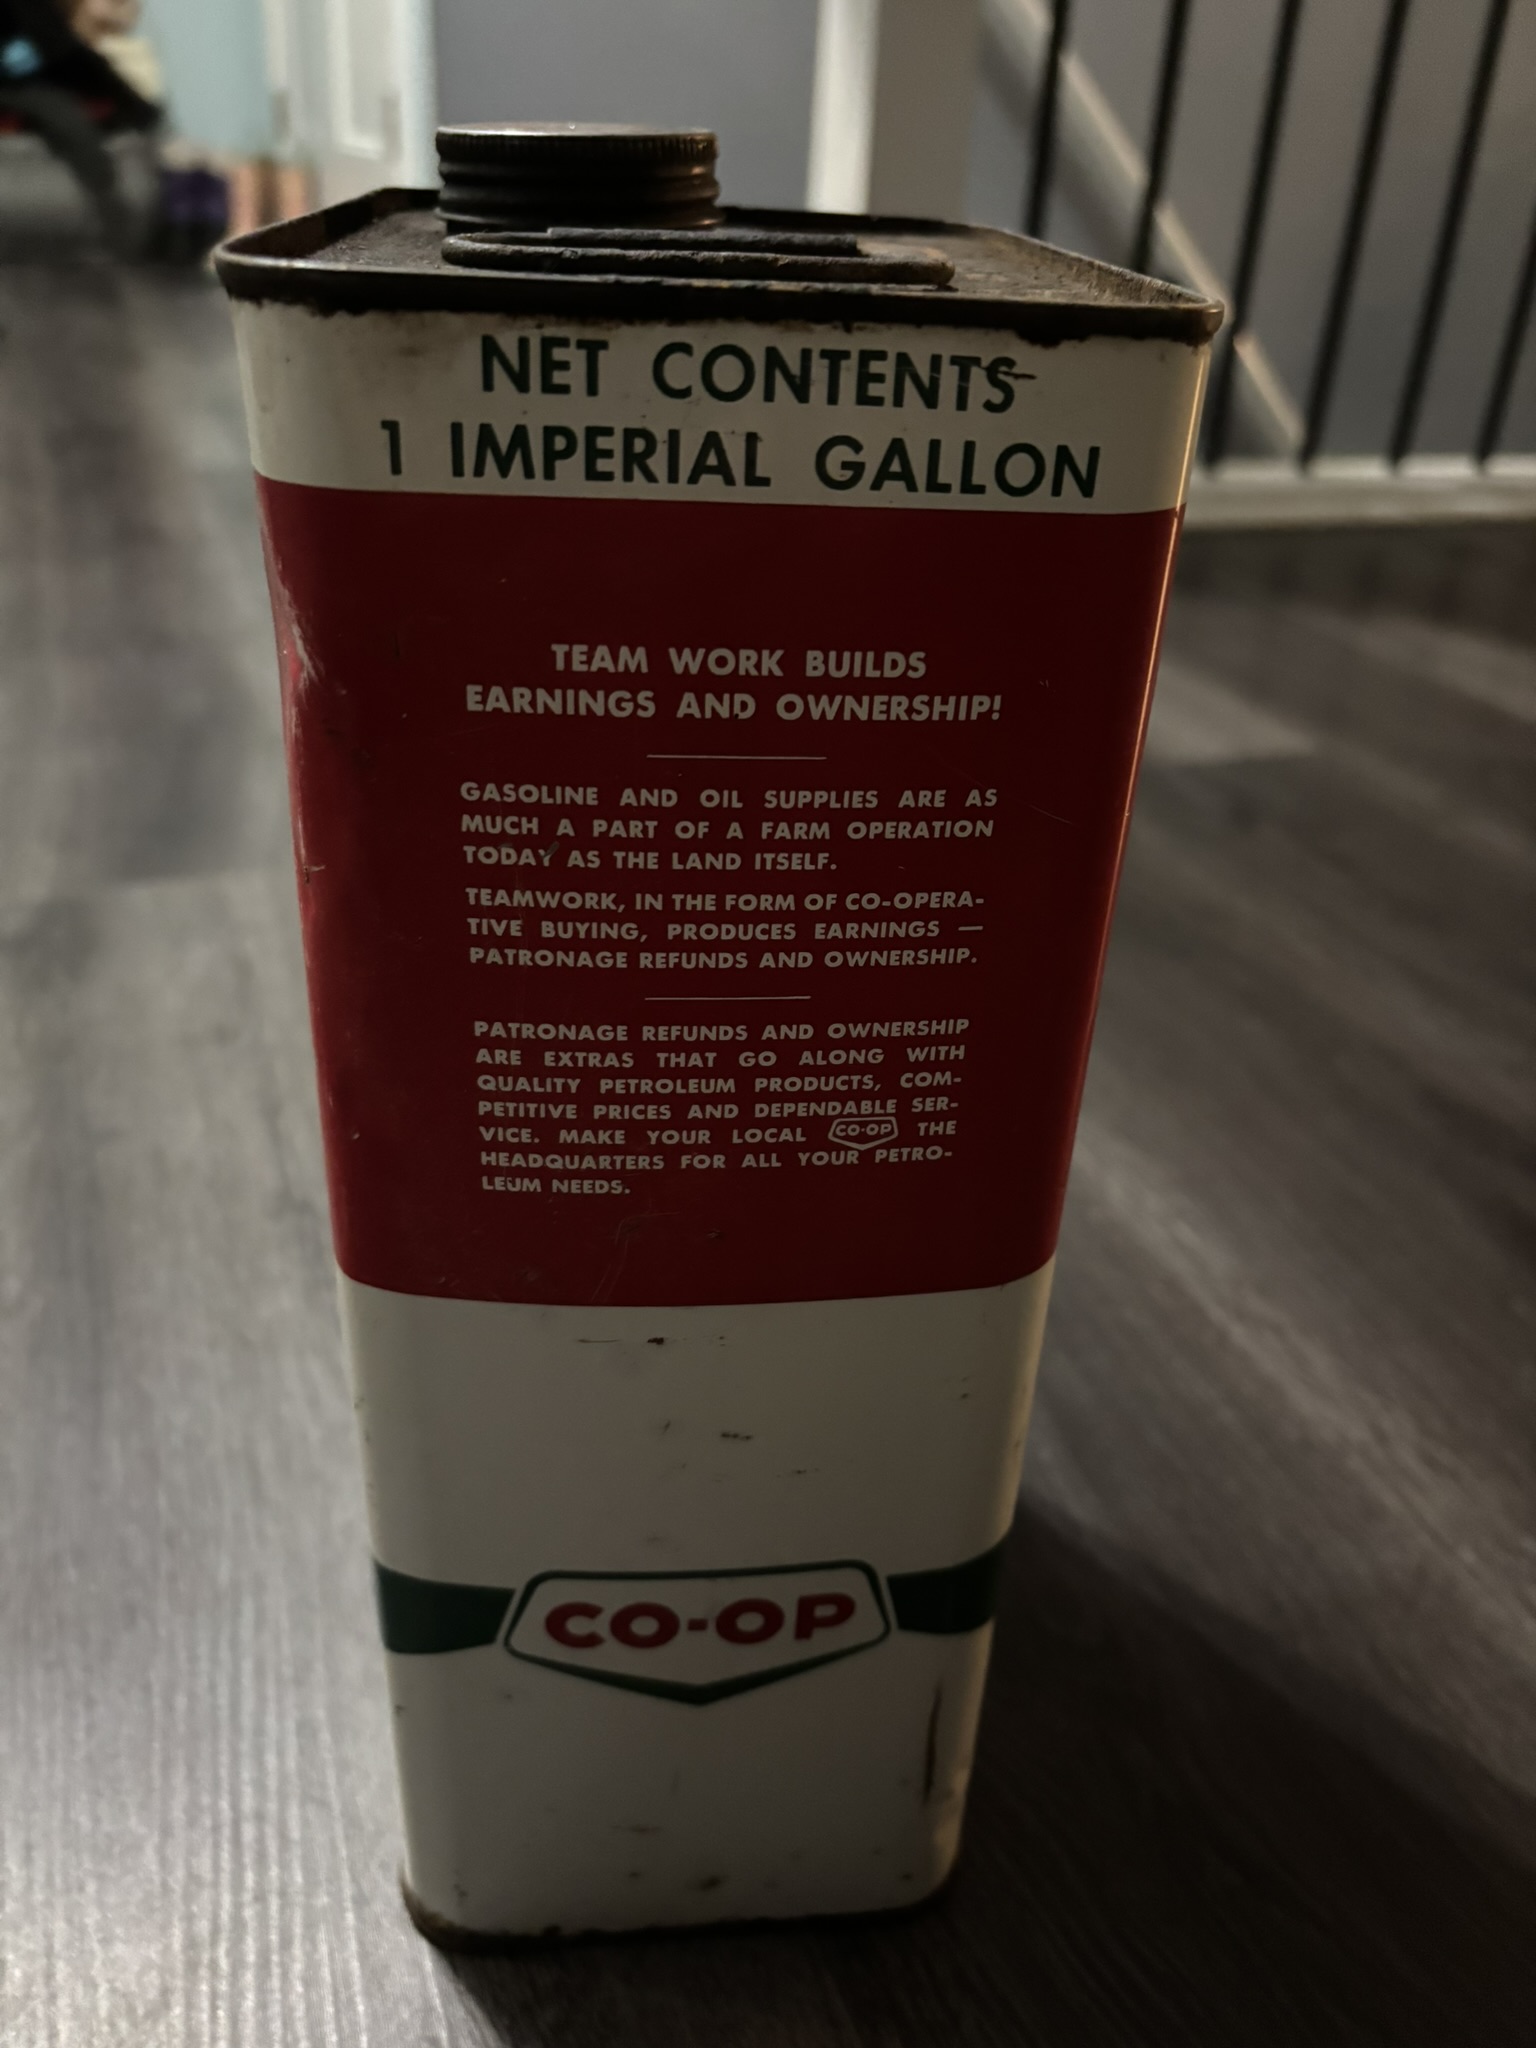 NET CONTENTS
1 IMPERIAL GALLON
TEAM WORK BUILDS
EARNINGS AND OWNERSHIP!
GASOLINE AND OIL SUPPLIES ARE AS
MUCH A PART OF A FARM OPERATION
TODAY AS THE LAND ITSELF.
TEAMWORK, IN THE FORM OF CO-OPERA-
TIVE BUYING, PRODUCES EARNINGS —
PATRONAGE REFUNDS AND OWNERSHIP.
PATRONAGE REFUNDS AND OWNERSHIP
ARE EXTRAS THAT GO ALONG WITH
QUALITY PETROLEUM PRODUCTS, COM-
PETITIVE PRICES AND DEPENDABLE SER-
VICE. MAKE YOUR LOCAL CO-OP THE
HEADQUARTERS FOR ALL YOUR PETRO-
LEUM NEEDS.
CO-OP